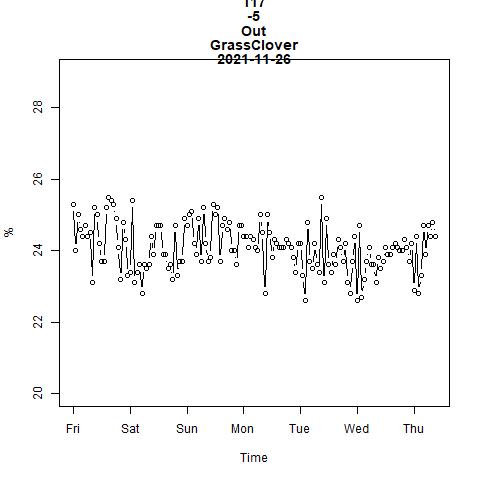 117
-5
Out
GrassClover
2021-11-26
%
28
26
24
22
20
Fri
Sat
Sun
Mon
Tue
Wed
Thu
Time